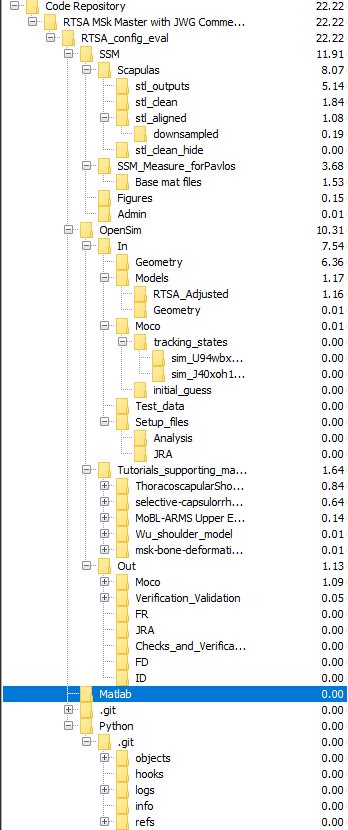 Code Repository 22.22
RTSA MSk Master with JWG Comme... 22.22
RTSA_config_eval 22.22
SSM 11.91
Scapulas 8.07
stl_outputs 5.14
stl_clean 1.84
stl_aligned 1.08
downsampled 0.19
stl_clean_hide 0.00
SSM_Measure_forPavlos 3.68
Base mat files 1.53
Figures 0.15
Admin 0.01
OpenSim 10.31
In 7.54
Geometry 6.36
Models 1.17
RTSA_Adjusted 1.16
Geometry 0.01
Moco 0.00
tracking_states 0.00
sim_U94wbx... 0.00
sim_J40xoh1... 0.00
initial_guess 0.00
Test_data 0.00
Setup_files 0.00
Analysis 0.00
JRA 0.00
Tutorials_supporting_ma... 1.64
ThoracoscapularSho... 0.84
selective-capsulorrh... 0.64
MoBL-ARMS Upper E... 0.14
Wu_shoulder_model 0.01
msk-bone-deformati... 0.01
Out 1.13
Moco 1.09
Verification_Validation 0.05
FR 0.00
JRA 0.00
Checks_and_Verifica... 0.00
FD 0.00
ID 0.00
Matlab 0.00
.git 0.00
Python 0.00
.git 0.00
objects 0.00
hooks 0.00
logs 0.00
info 0.00
refs 0.00